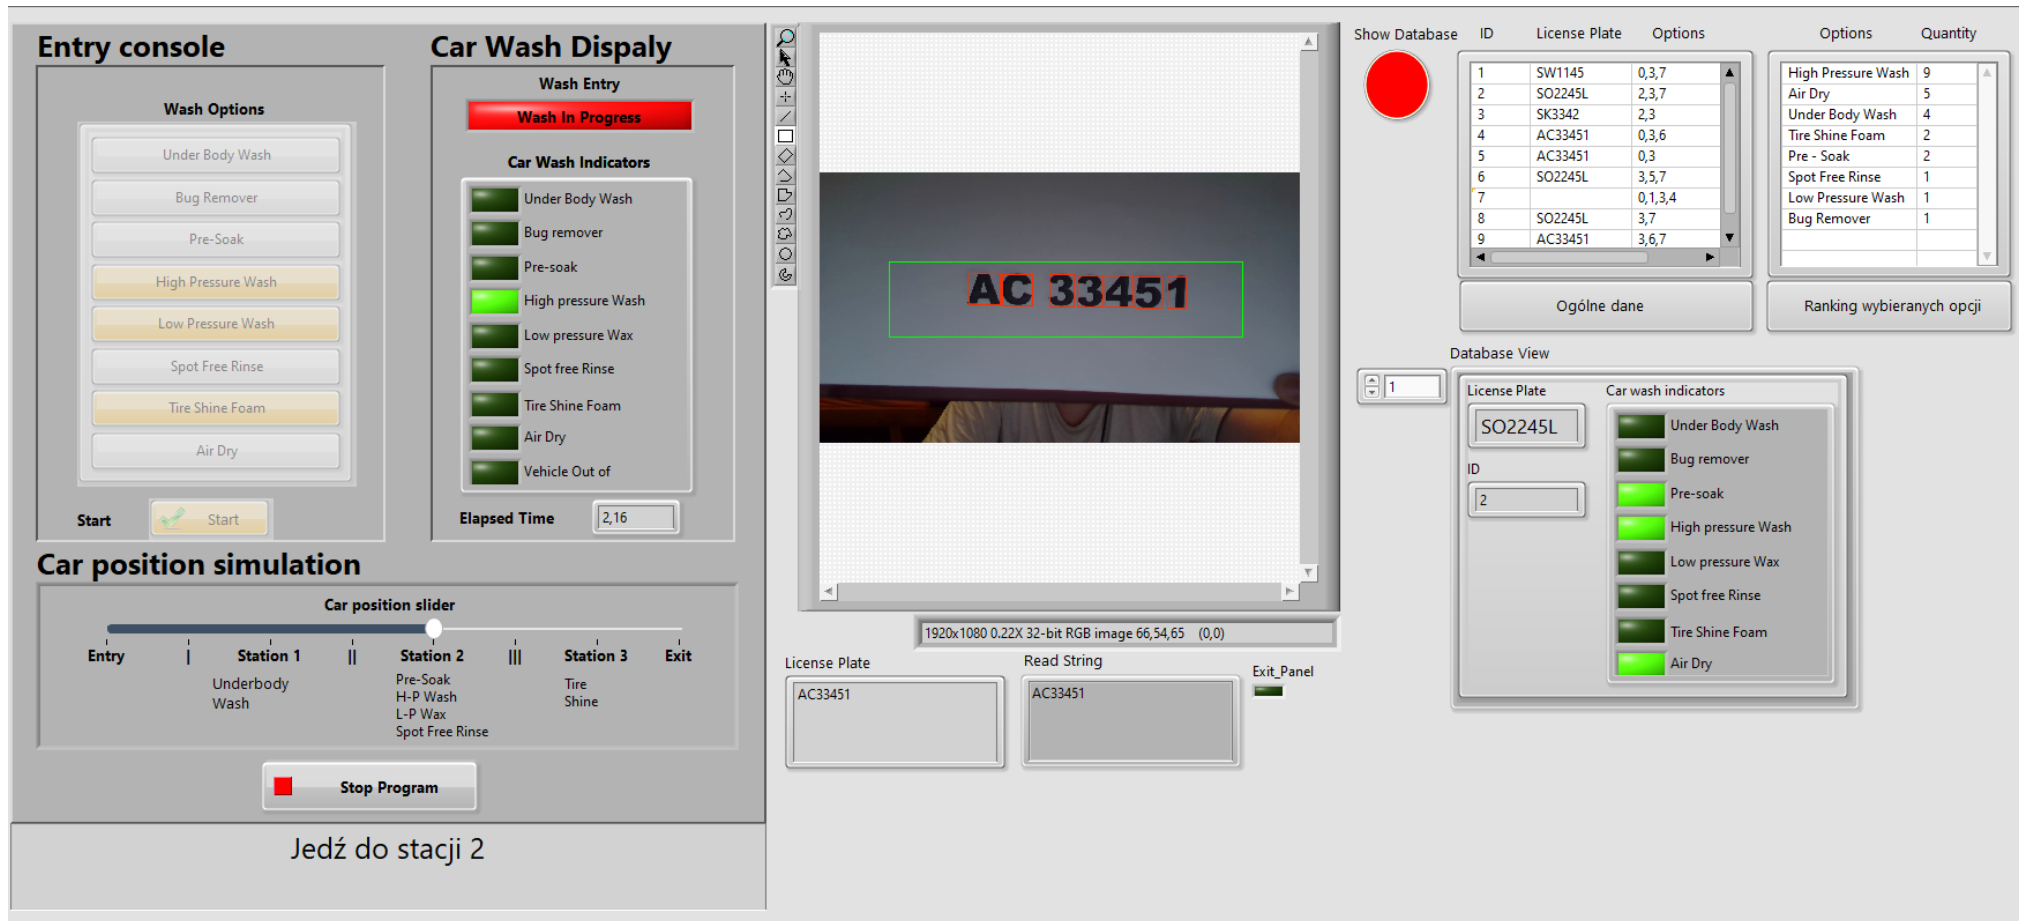 Entry console
Wash Options
Under Body Wash
Bug Remover
Pre-Soak
High Pressure Wash
Low Pressure Wash
Spot Free Rinse
Tire Shine Foam
Air Dry
Start
Start
Car Wash Dispaly
Wash Entry
Wash In Progress
Car Wash Indicators
Under Body Wash
Bug remover
Pre-soak
High pressure Wash
Low pressure Wax
Spot free Rinse
Tire Shine Foam
Air Dry
Vehicle Out of
Elapsed Time 2,16
Car position simulation
Car position slider
Entry | Station 1 || Station 2 ||| Station 3 Exit
Underbody
Wash
Pre-Soak
H-P Wash
L-P Wax
Spot Free Rinse
Tire
Shine
Stop Program
Jedź do stacji 2
AC 33451
1920x1080 0.22X 32-bit RGB image 66,54,65 (0,0)
License Plate
AC33451
Read String
AC33451
Exit_Panel
Show Database
ID License Plate Options
1 SW1145 0,3,7
2 SO2245L 2,3,7
3 SK3342 2,3
4 AC33451 0,3,6
5 AC33451 0,3
6 SO2245L 3,5,7
7 0,1,3,4
8 SO2245L 3,7
9 AC33451 3,6,7
Ogólne dane
Options Quantity
High Pressure Wash 9
Air Dry 5
Under Body Wash 4
Tire Shine Foam 2
Pre - Soak 2
Spot Free Rinse 1
Low Pressure Wash 1
Bug Remover 1
Ranking wybieranych opcji
Database View
1
License Plate
SO2245L
ID
2
Car wash indicators
Under Body Wash
Bug remover
Pre-soak
High pressure Wash
Low pressure Wax
Spot free Rinse
Tire Shine Foam
Air Dry